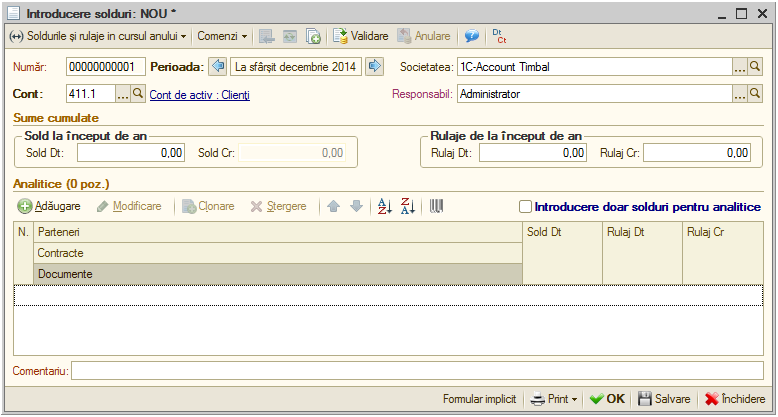 Introducere solduri: NOU *
Soldurile și rulaje in cursul anului Comenzi Validare Anulare Dt Ct
Număr: 00000000001 Perioada: La sfârșit decembrie 2014 Societatea: 1C-Account Timbal
Cont: 411.1 ... Cont de activ : Clienți Responsabil: Administrator ...
Sume cumulate
Sold la început de an Rulaje de la început de an
Sold Dt: 0,00 Sold Cr: 0,00 Rulaj Dt: 0,00 Rulaj Cr: 0,00
Analitice (0 poz.)
Adăugare Modificare Clonare Ștergere A Z Z A Introducere doar solduri pentru analitice
N. Parteneri Sold Dt Rulaj Dt Rulaj Cr
Contracte
Documente
Comentariu:
Formular implicit Print OK Salvare Închidere